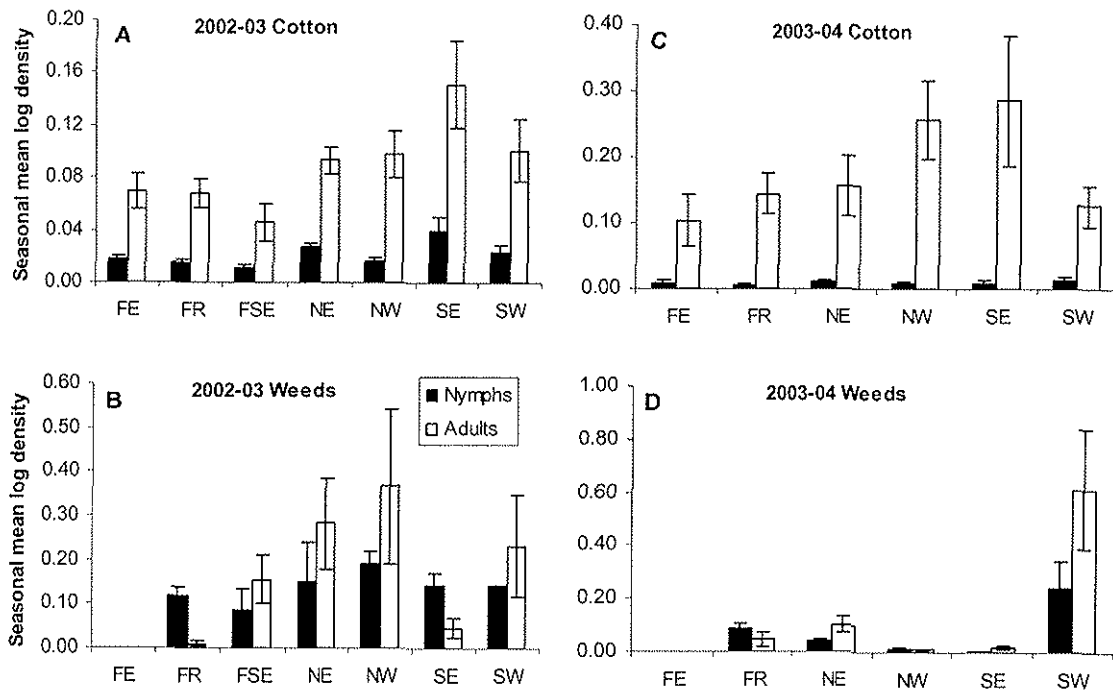 A
2002-03 Cotton
Seasonal mean log density
0.20
0.16
0.12
0.08
0.04
0.00
FE FR FSE NE NW SE SW
C
2003-04 Cotton
0.40
0.30
0.20
0.10
0.00
FE FR NE NW SE SW
B
2002-03 Weeds
Nymphs
Adults
Seasonal mean log density
0.60
0.50
0.40
0.30
0.20
0.10
0.00
FE FR FSE NE NW SE SW
D
2003-04 Weeds
1.00
0.80
0.60
0.40
0.20
0.00
FE FR NE NW SE SW